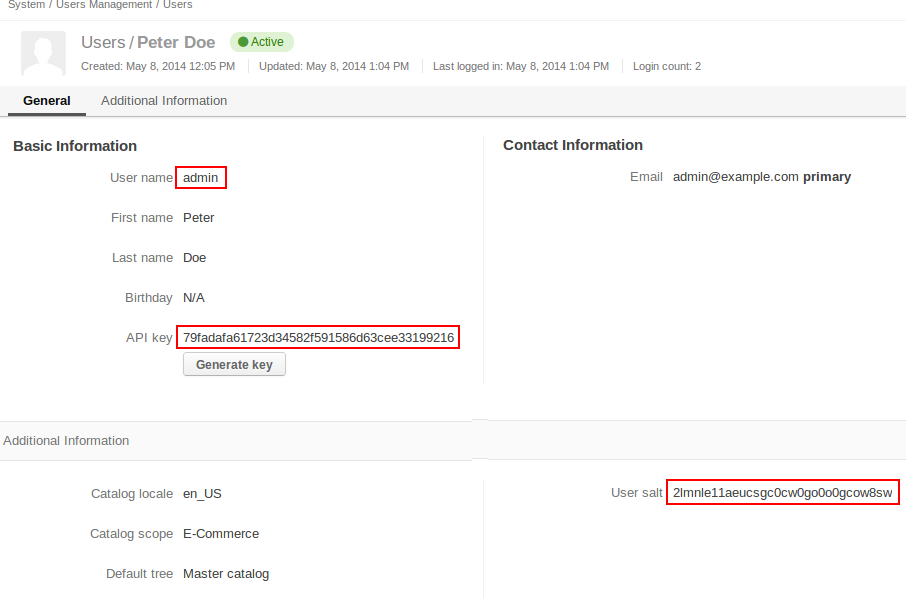 System / Users Management / Users
Users / Peter Doe Active
Created: May 8, 2014 12:05 PM Updated: May 8, 2014 1:04 PM Last logged in: May 8, 2014 1:04 PM Login count: 2
General Additional Information
Basic Information
User name admin
First name Peter
Last name Doe
Birthday N/A
API key 79fadafa61723d34582f591586d63cee33199216
Generate key
Contact Information
Email admin@example.com primary
Additional Information
Catalog locale en_US
Catalog scope E-Commerce
Default tree Master catalog
User salt 2lmnle11aeucsgc0cw0go0o0gcow8sw